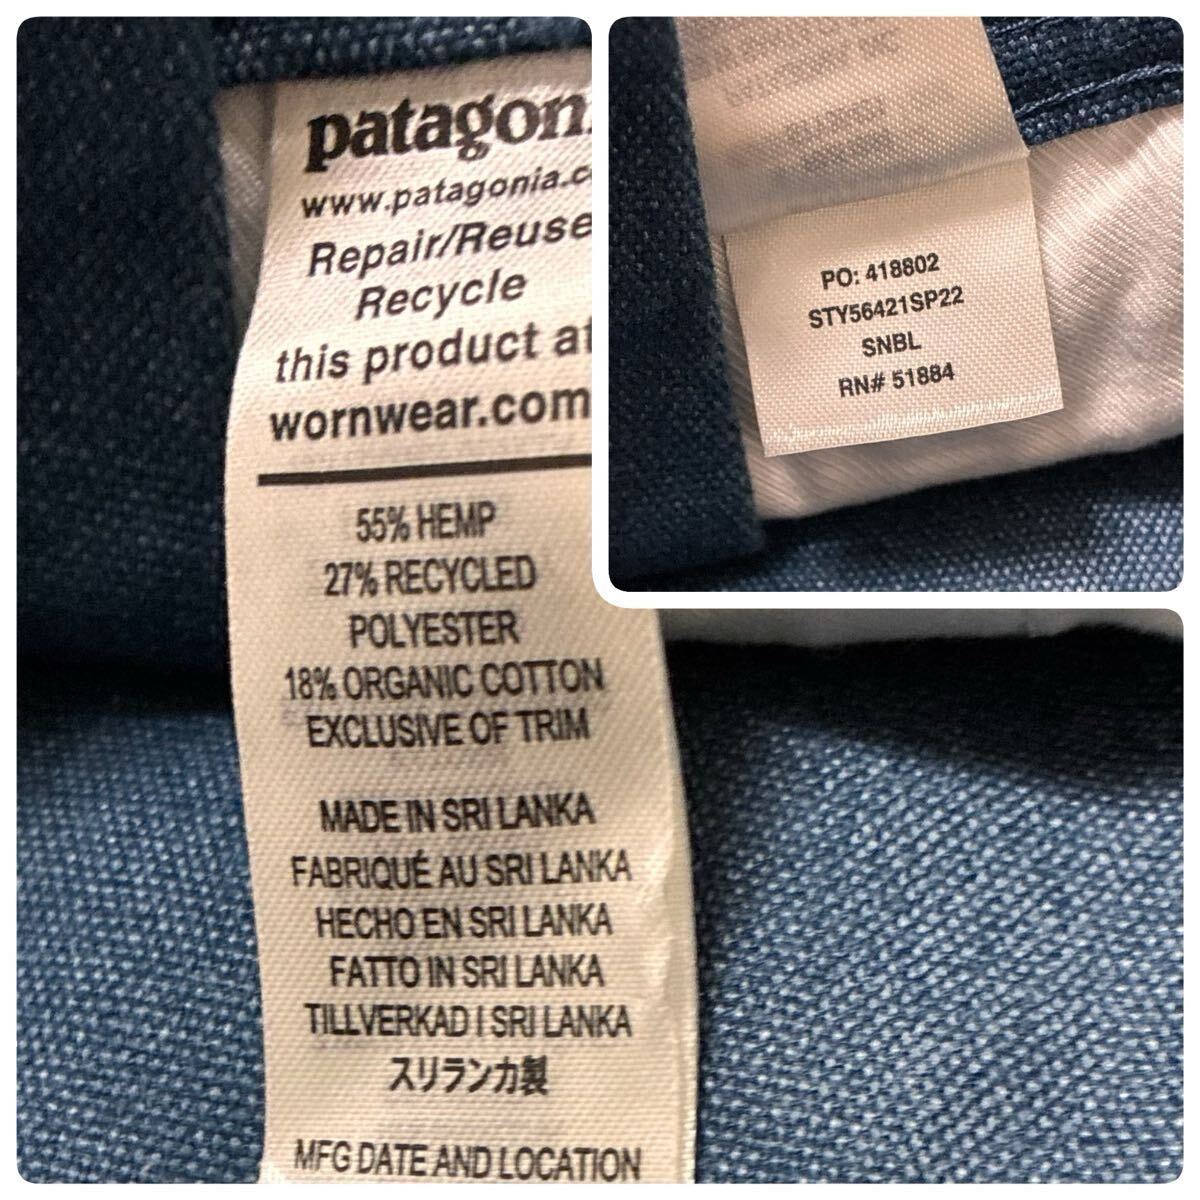 patagoni
www.patagonia.c
Repair/Reuse
Recycle
this product at
wornwear.com
55% HEMP
27% RECYCLED
POLYESTER
18% ORGANIC COTTON
EXCLUSIVE OF TRIM
MADE IN SRI LANKA
FABRIQUÉ AU SRI LANKA
HECHO EN SRI LANKA
FATTO IN SRI LANKA
TILLVERKAD I SRI LANKA
スリランカ製
MFG DATE AND LOCATION
PO: 418802
STY56421SP22
SNBL
RN# 51884